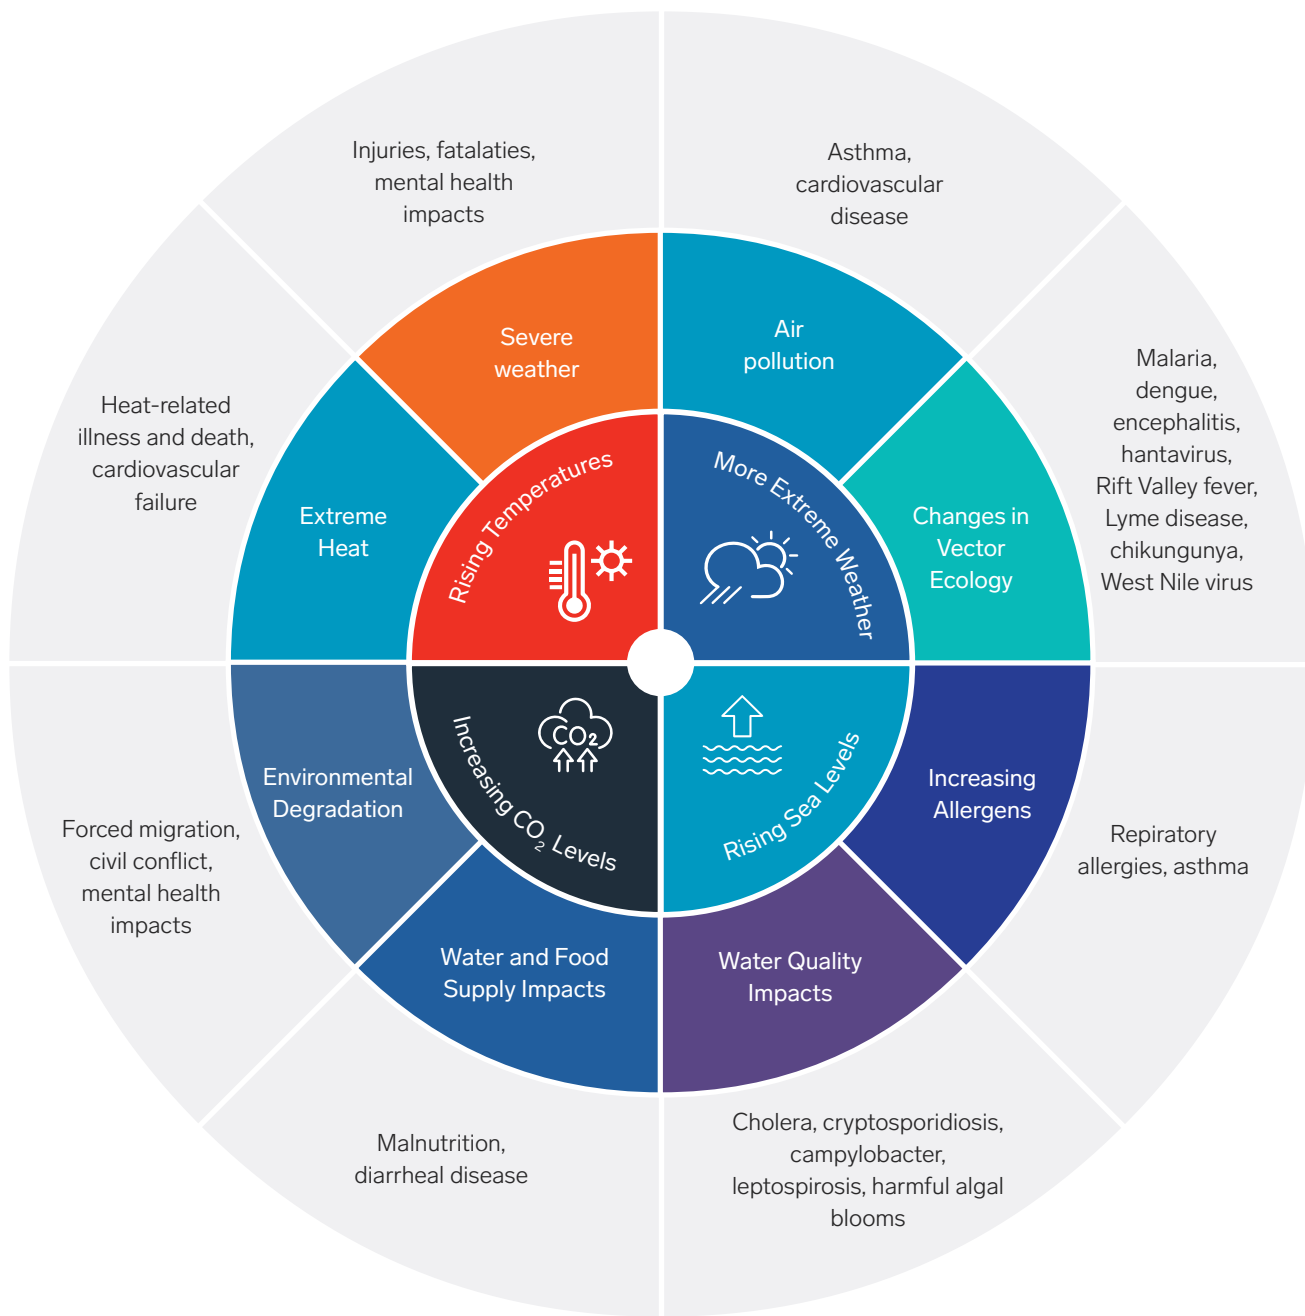 Injuries, fatalaties,
mental health
impacts
Asthma,
cardiovascular
disease
Malaria,
dengue,
encephalitis,
hantavirus,
Rift Valley fever,
Lyme disease,
chikungunya,
West Nile virus
Repiratory
allergies, asthma
Cholera, cryptosporidiosis,
campylobacter,
leptospirosis, harmful algal
blooms
Malnutrition,
diarrheal disease
Forced migration,
civil conflict,
mental health
impacts
Heat-related
illness and death,
cardiovascular
failure
Severe
weather
Air
pollution
Changes in
Vector
Ecology
Increasing
Allergens
Water Quality
Impacts
Water and Food
Supply Impacts
Environmental
Degradation
Extreme
Heat
Rising Temperatures
More Extreme Weather
Rising Sea Levels
Increasing CO₂ Levels
CO₂